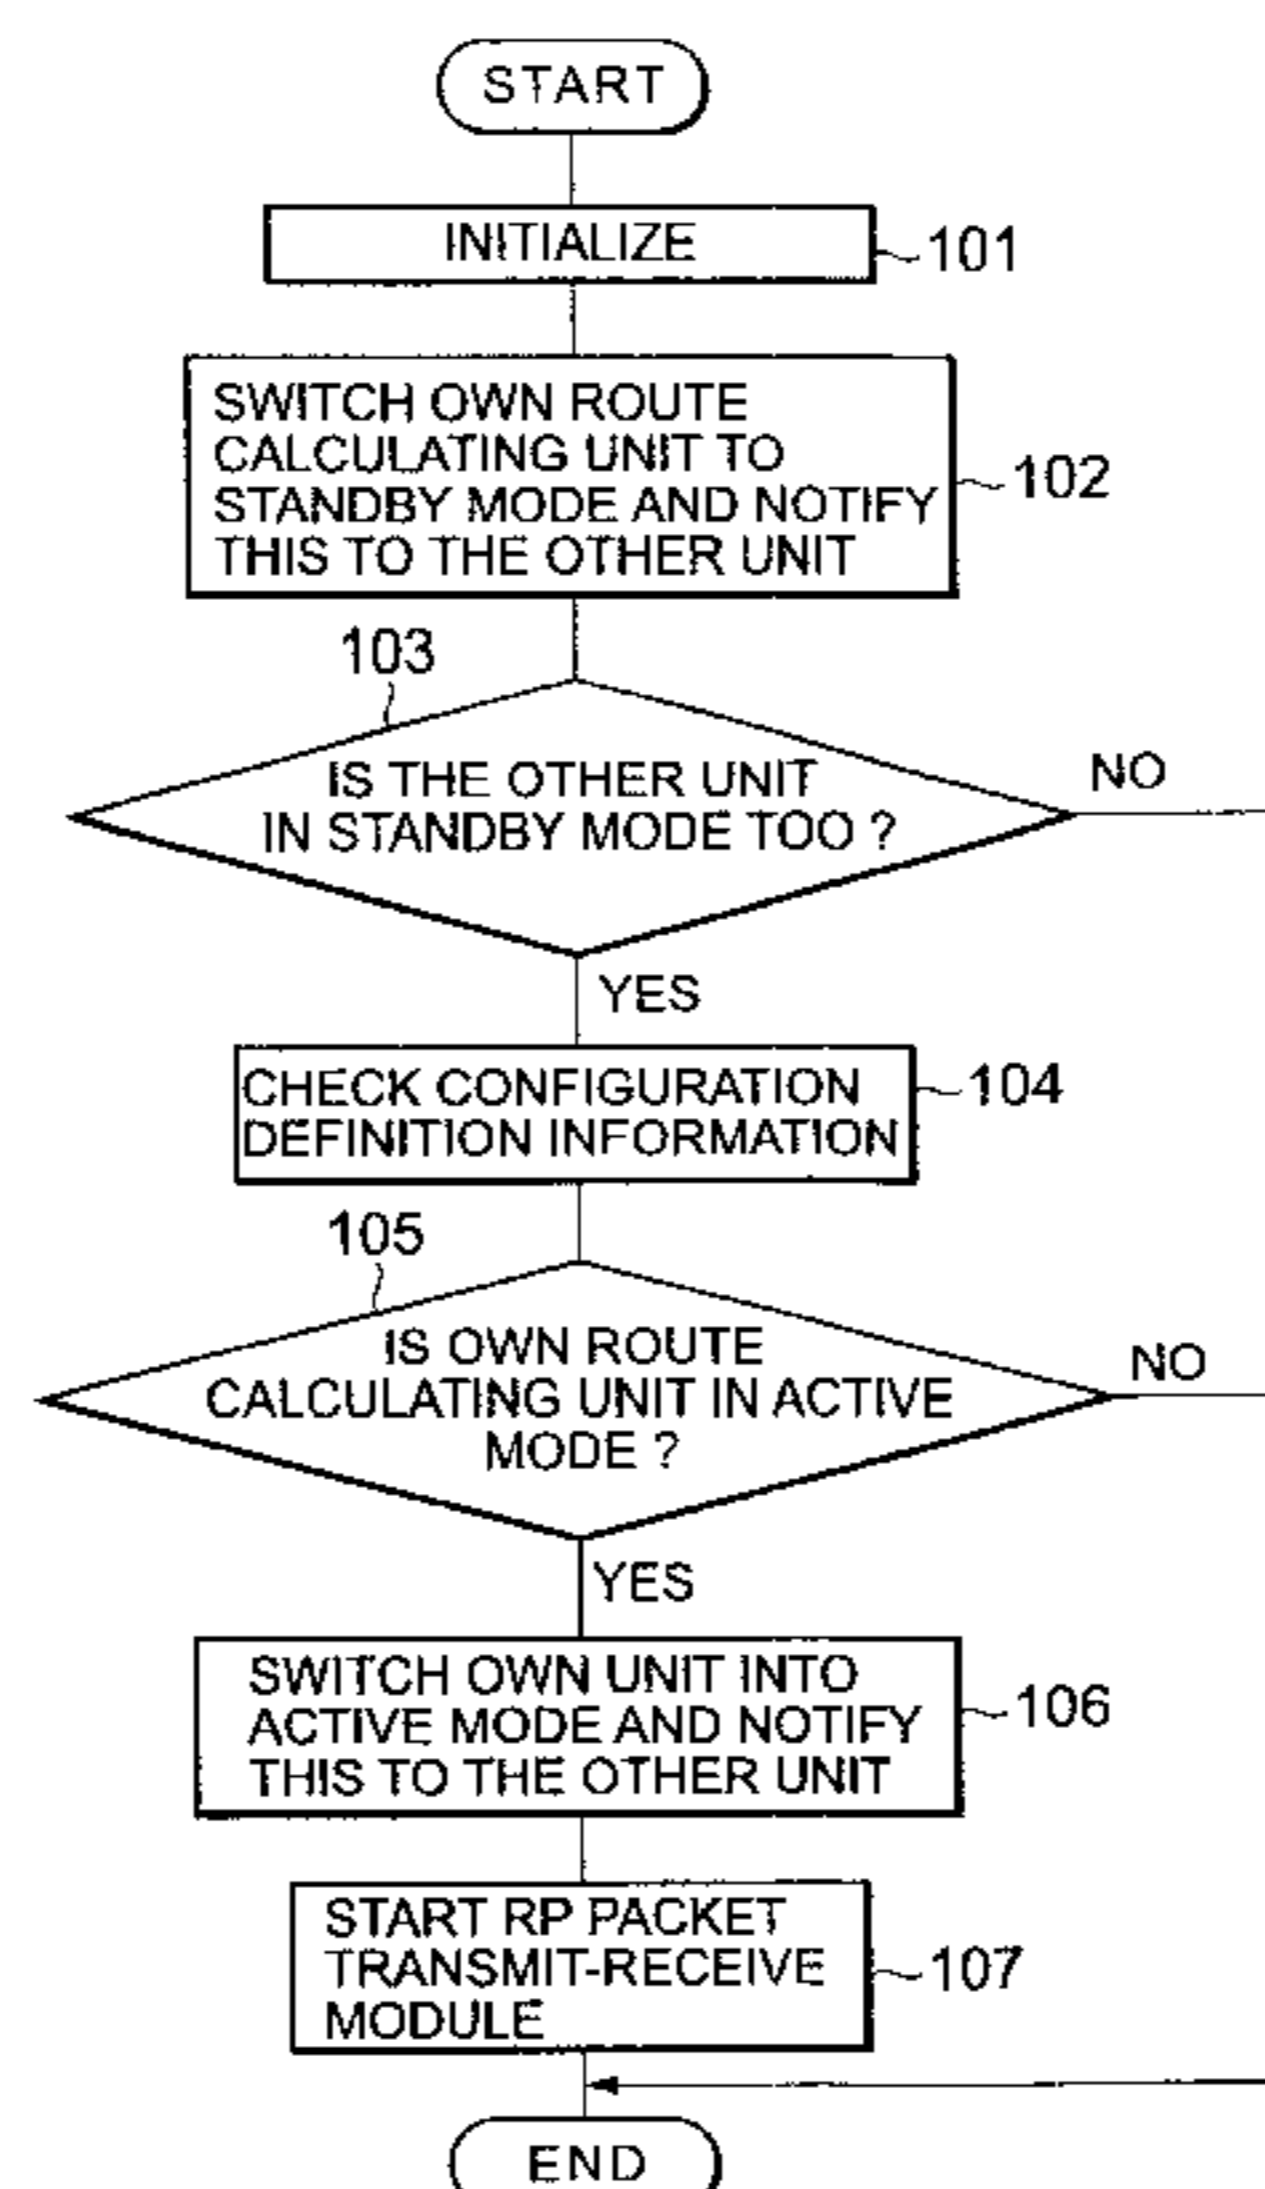 START
INITIALIZE
101
SWITCH OWN ROUTE
CALCULATING UNIT TO
STANDBY MODE AND NOTIFY
THIS TO THE OTHER UNIT
102
103
IS THE OTHER UNIT
IN STANDBY MODE TOO ?
NO
YES
CHECK CONFIGURATION
DEFINITION INFORMATION
104
105
IS OWN ROUTE
CALCULATING UNIT IN ACTIVE
MODE ?
NO
YES
SWITCH OWN UNIT INTO
ACTIVE MODE AND NOTIFY
THIS TO THE OTHER UNIT
106
START RP PACKET
TRANSMIT-RECEIVE
MODULE
107
END